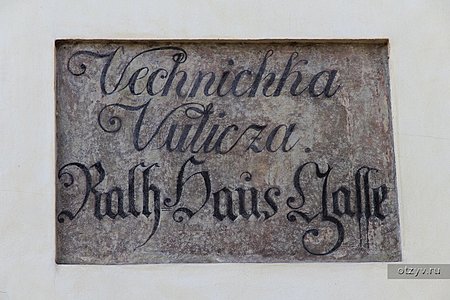 Vechnichka
Vulicza.
Rath Haus Gasse
otzyv.ru